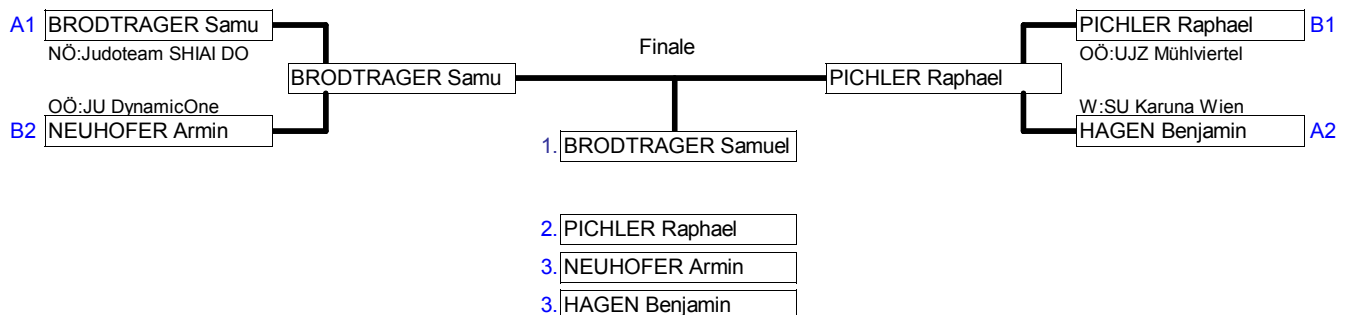 A1 BRODTRAGER Samu
NÖ:Judoteam SHIAI DO
PICHLER Raphael B1
OÖ:UJZ Mühlviertel
Finale
BRODTRAGER Samu
PICHLER Raphael
OÖ:JU DynamicOne
B2 NEUHOFER Armin
W:SU Karuna Wien
HAGEN Benjamin A2
1. BRODTRAGER Samuel
2. PICHLER Raphael
3. NEUHOFER Armin
3. HAGEN Benjamin